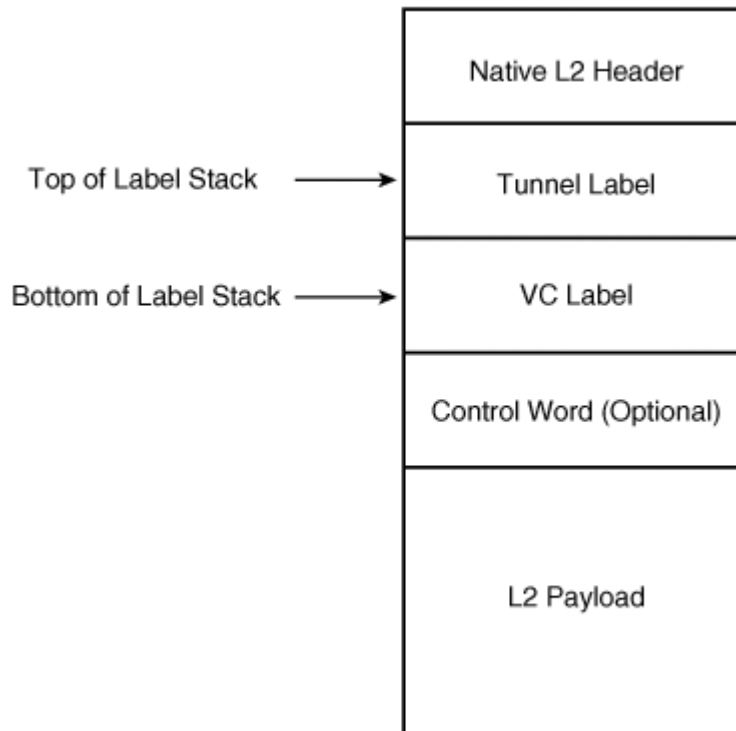 Native L2 Header
Top of Label Stack
Tunnel Label
Bottom of Label Stack
VC Label
Control Word (Optional)
L2 Payload